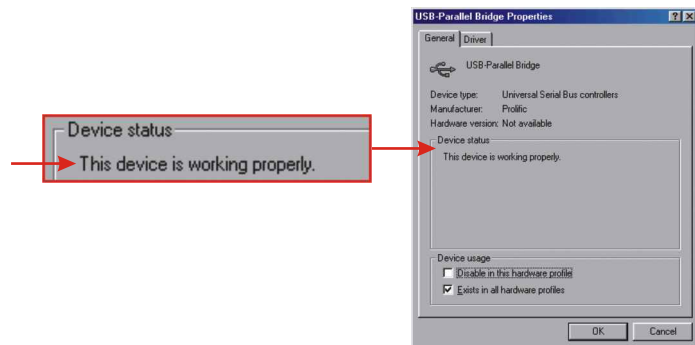 Device status
This device is working properly.
USB-Parallel Bridge Properties
General Driver
USB-Parallel Bridge
Device type: Universal Serial Bus controllers
Manufacturer: Prolific
Hardware version: Not available
Device status
This device is working properly.
Device usage
Disable in this hardware profile
Exists in all hardware profiles
OK Cancel